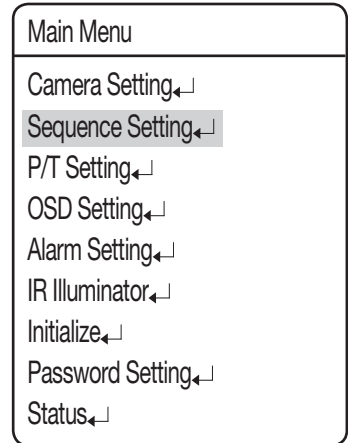 Main Menu
Camera Setting↵
Sequence Setting↵
P/T Setting↵
OSD Setting↵
Alarm Setting↵
IR Illuminator↵
Initialize↵
Password Setting↵
Status↵